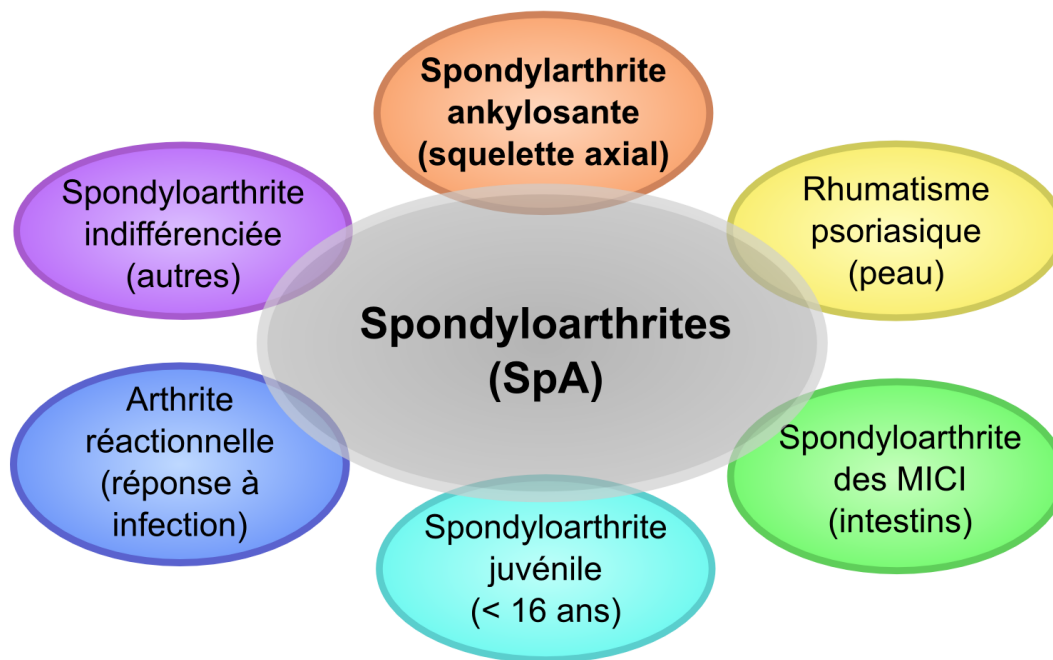 Spondylarthrite
ankylosante
(squelette axial)
Spondyloarthrite
indifférenciée
(autres)
Rhumatisme
psoriasique
(peau)
Spondyloarthrites
(SpA)
Arthrite
réactionnelle
(réponse à
infection)
Spondyloarthrite
des MICI
(intestins)
Spondyloarthrite
juvénile
(< 16 ans)